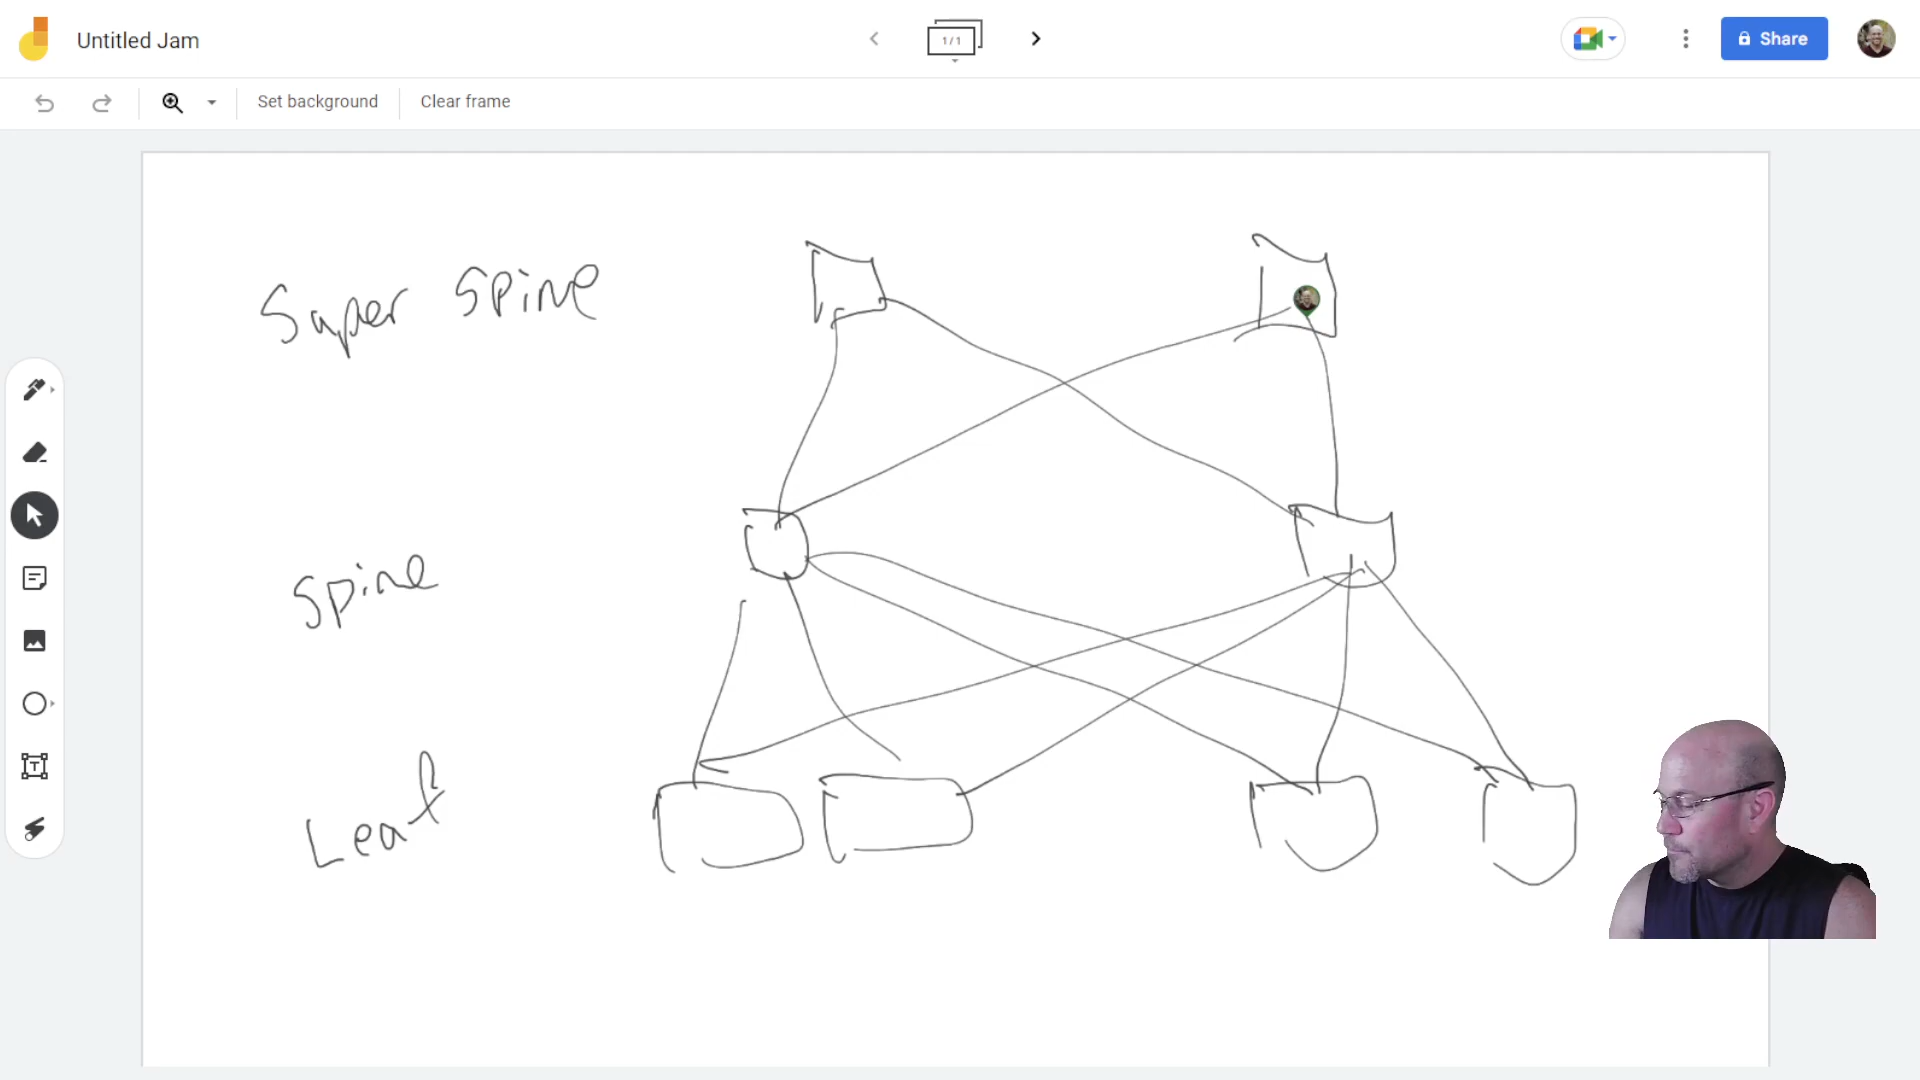 Untitled Jam
1/1
Share
Set background
Clear frame
Super Spine
Spine
Leaf